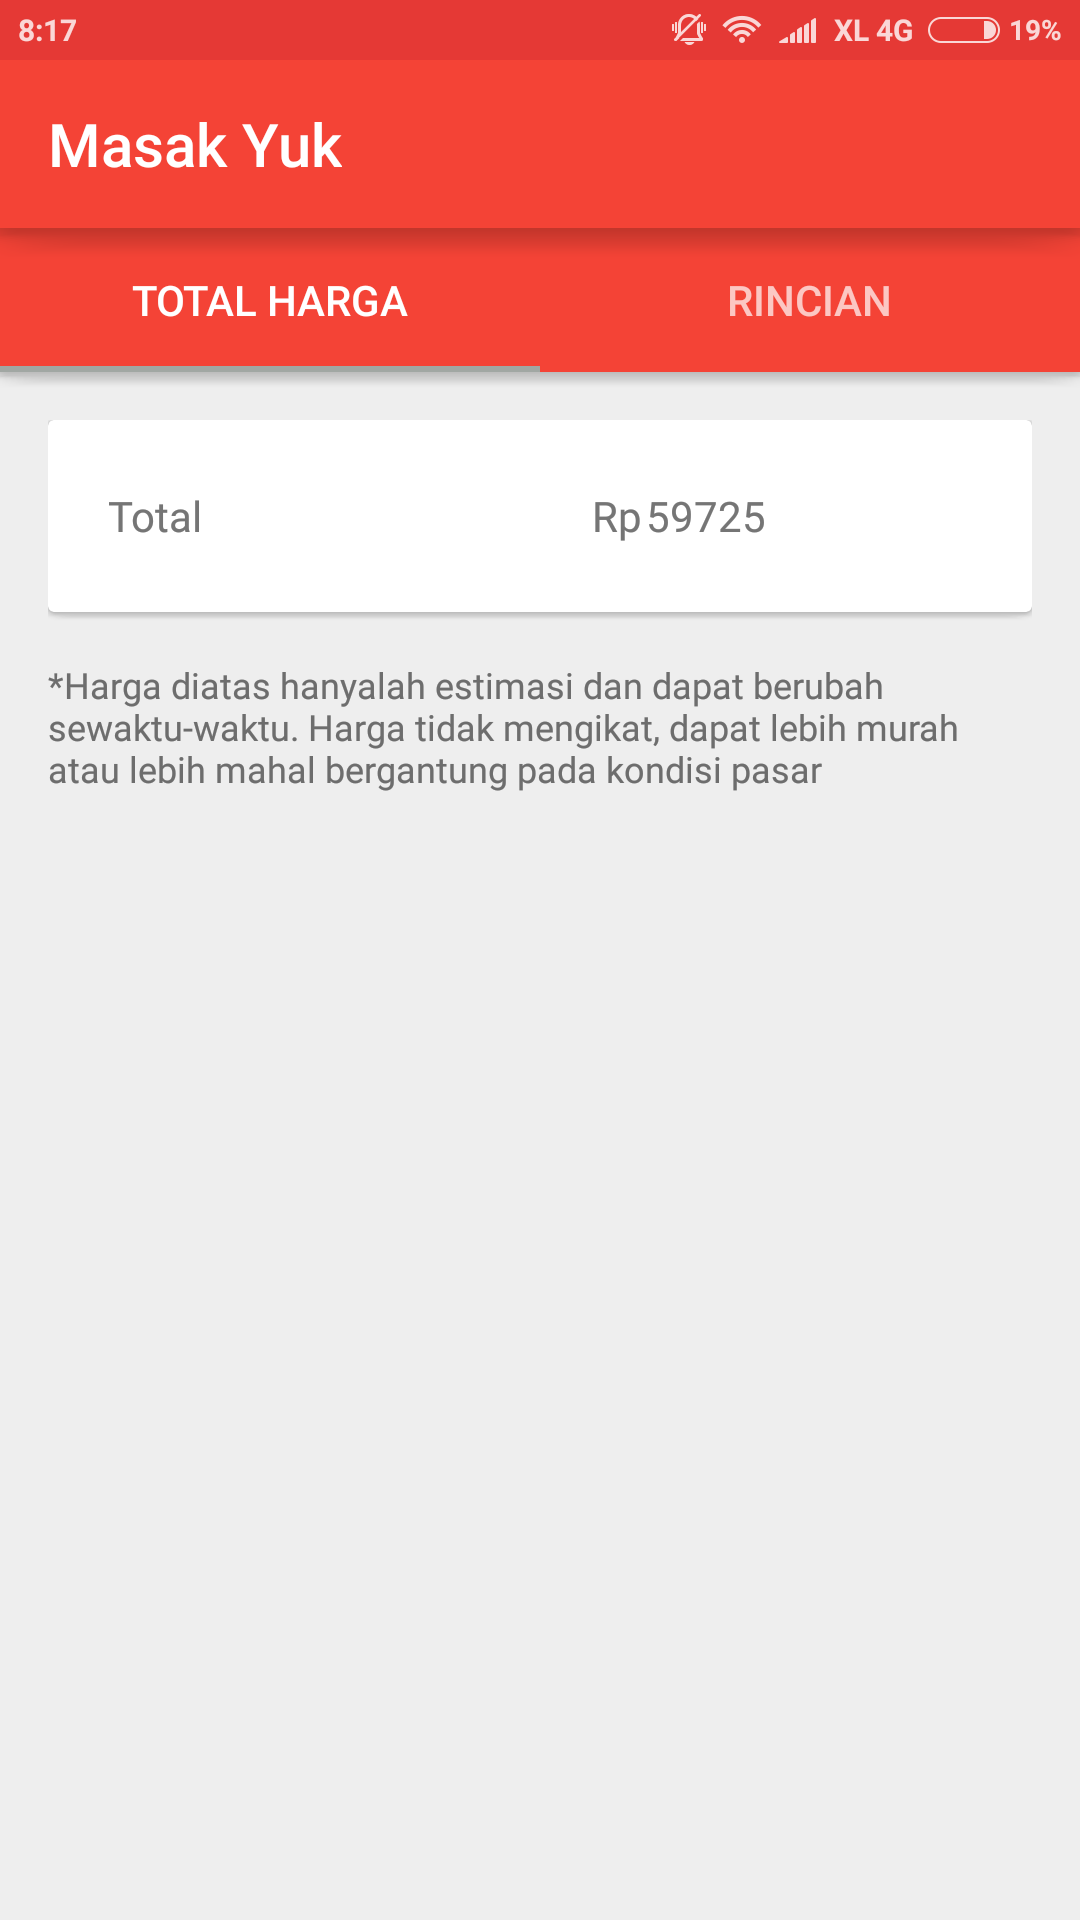 8:17 XL 4G 19%
Masak Yuk
TOTAL HARGA RINCIAN
Total Rp 59725
*Harga diatas hanyalah estimasi dan dapat berubah
sewaktu-waktu. Harga tidak mengikat, dapat lebih murah
atau lebih mahal bergantung pada kondisi pasar